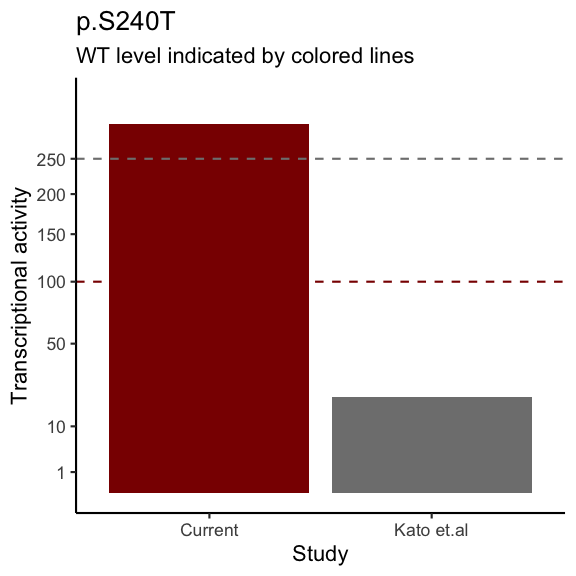 p.S240T
WT level indicated by colored lines
Transcriptional activity
250
200
150
100
50
10
1
Current
Kato et.al
Study